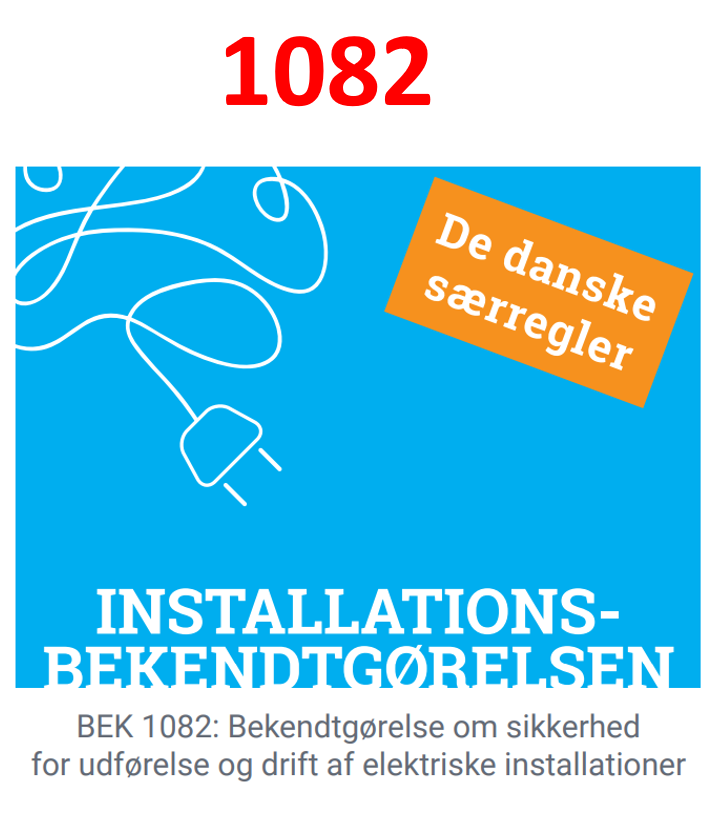 1082
De danske
særregler
INSTALLATIONS-
BEKENDTGØRELSEN
BEK 1082: Bekendtgørelse om sikkerhed
for udførelse og drift af elektriske installationer